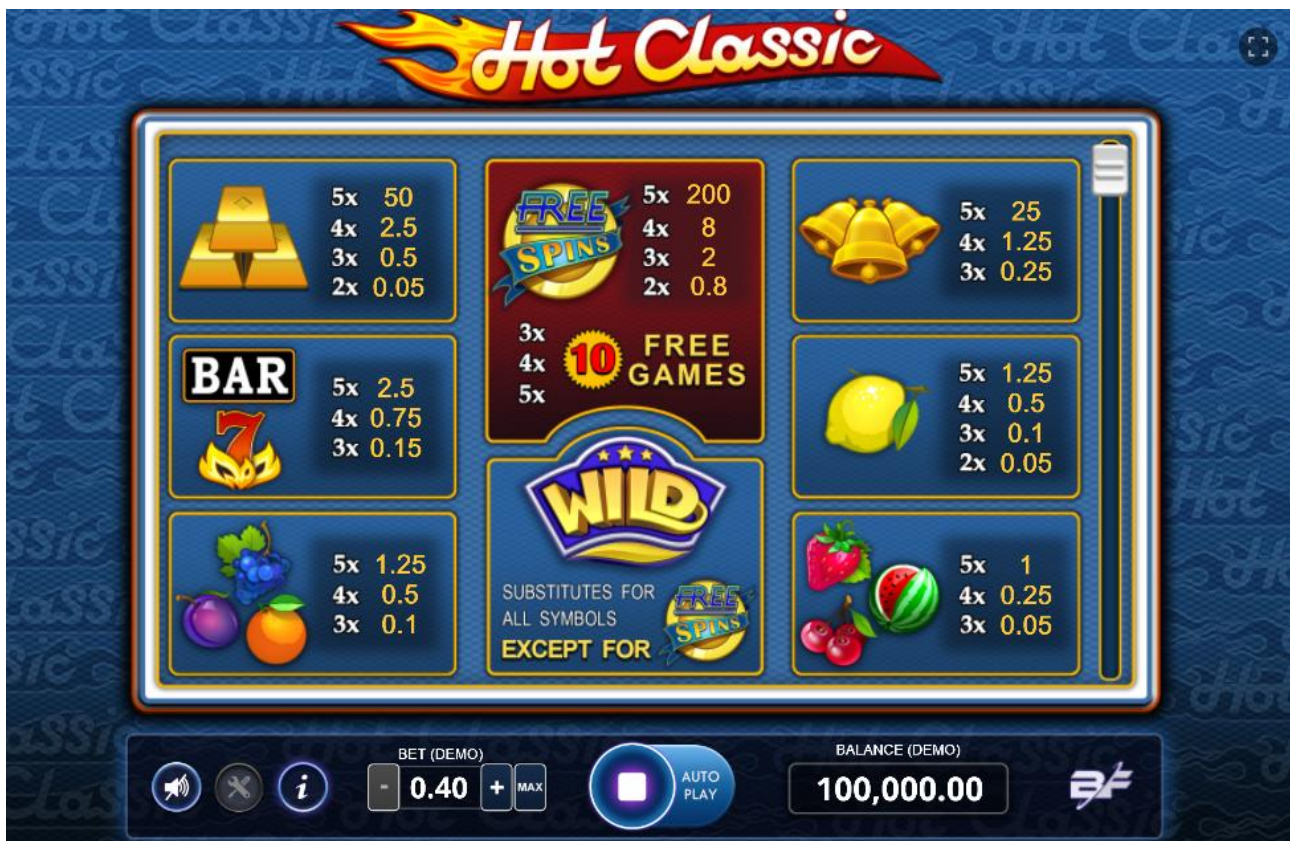 Hot Classic
5x 50
4x 2.5
3x 0.5
2x 0.05
FREE
SPINS
5x 200
4x 8
3x 2
2x 0.8
3x
4x
5x
10
FREE
GAMES
5x 25
4x 1.25
3x 0.25
BAR
7
5x 2.5
4x 0.75
3x 0.15
5x 1.25
4x 0.5
3x 0.1
2x 0.05
5x 1.25
4x 0.5
3x 0.1
WILD
SUBSTITUTES FOR
ALL SYMBOLS
EXCEPT FOR
FREE
SPINS
5x 1
4x 0.25
3x 0.05
i
BET (DEMO)
- 0.40 + MAX
AUTO
PLAY
BALANCE (DEMO)
100,000.00
BF